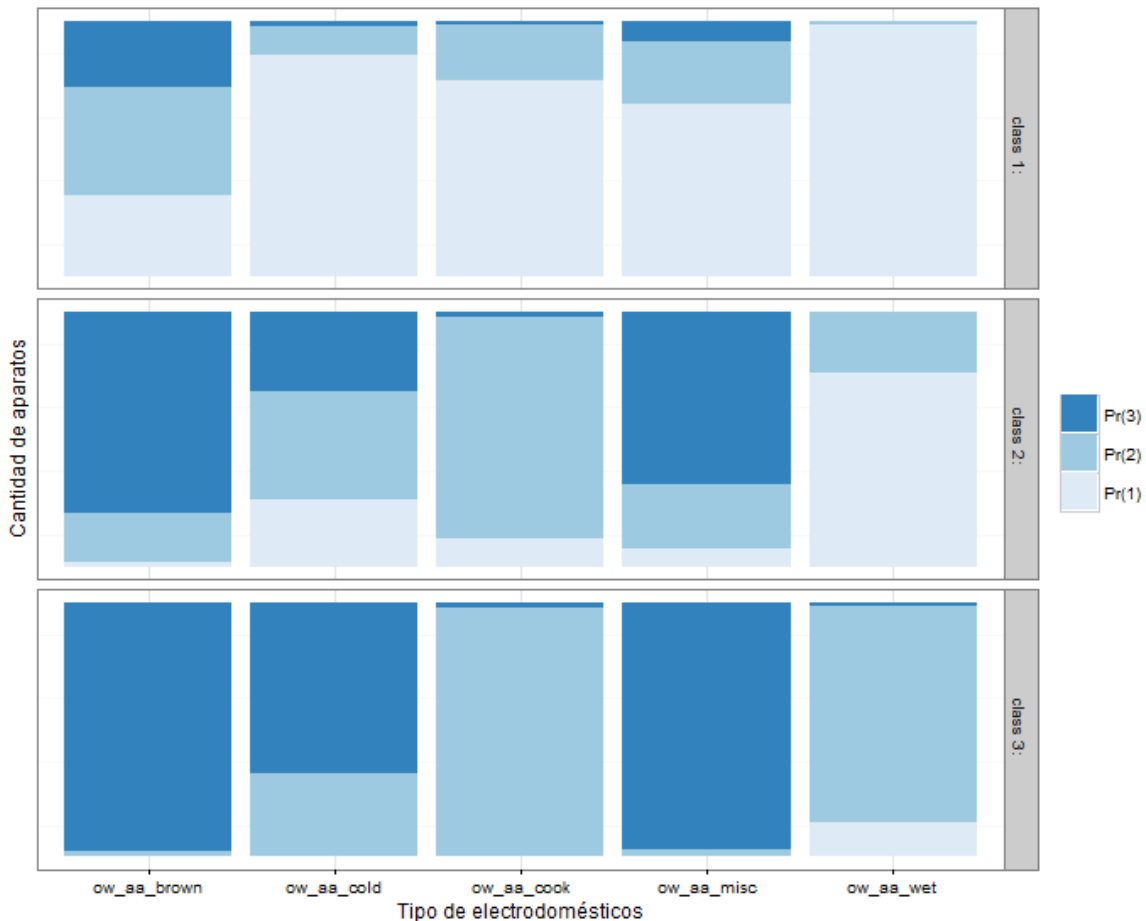 class 1:
class 2:
class 3:
Cantidad de aparatos
Pr(3)
Pr(2)
Pr(1)
ow_aa_brown
ow_aa_cold
ow_aa_cook
ow_aa_misc
ow_aa_wet
Tipo de electrodomésticos